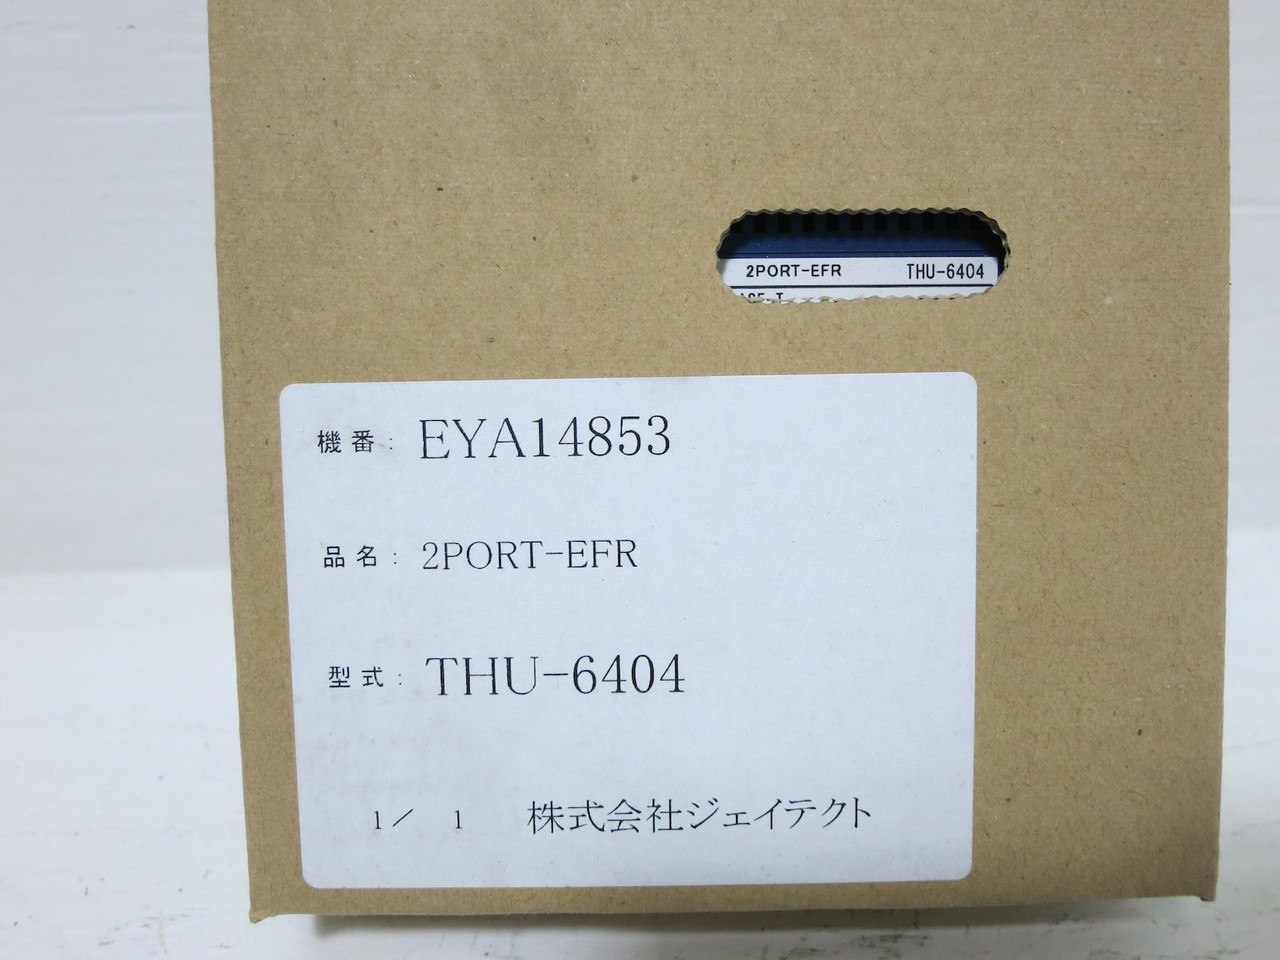 2PORT-EFR THU-6404
機番: EYA14853
品名: 2PORT-EFR
型式: THU-6404
1/ 1 株式会社ジェイテクト